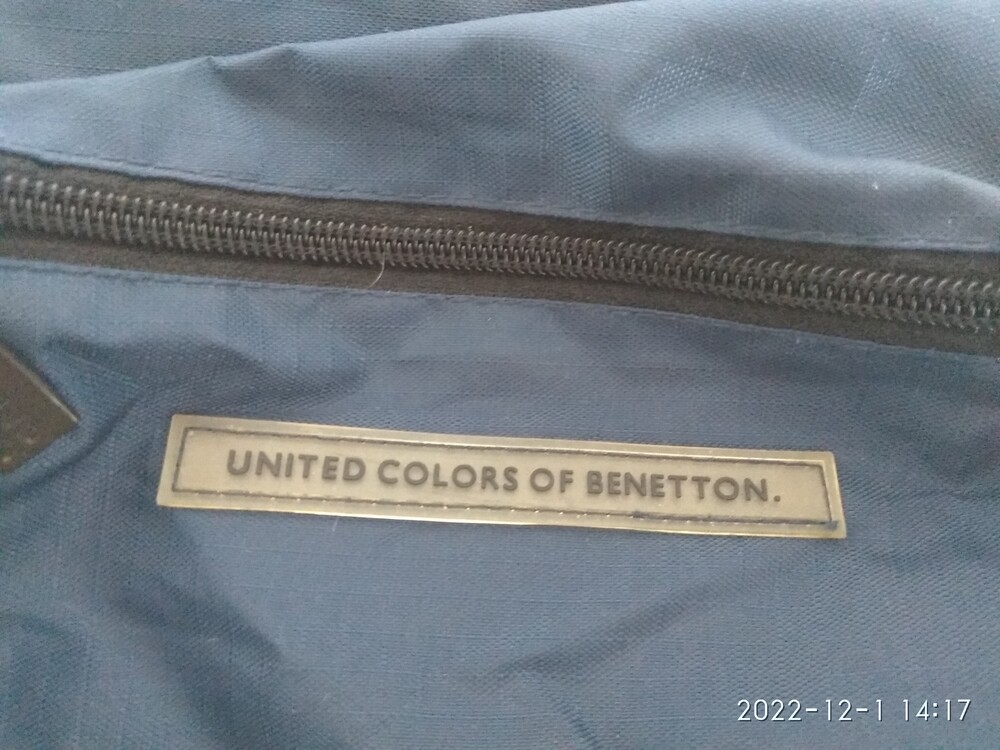 UNITED COLORS OF BENETTON.
2022-12-1 14:17